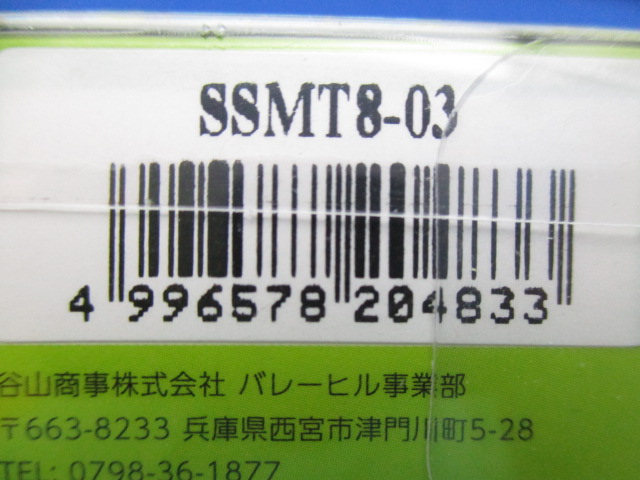 SSMT8-03
4 996578 204833
谷山商事株式会社 バレーヒル事業部
〒663-8233 兵庫県西宮市津門川町5-28
TEL: 0798-36-1877